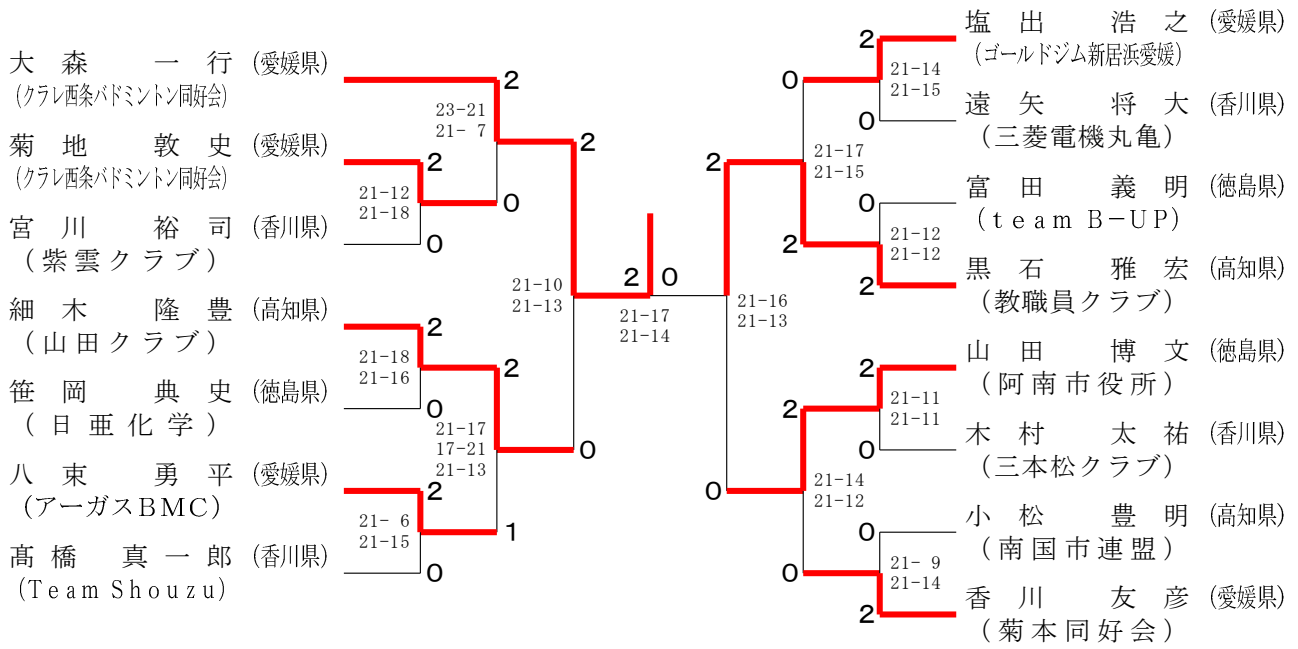 大森 一行 (愛媛県)
(クラレ西条バドミントン同好会)
菊地 敦史 (愛媛県)
(クラレ西条バドミントン同好会)
宮川 裕司 (香川県)
(紫雲クラブ)
細木 隆豊 (高知県)
(山田クラブ)
笹岡 典史 (徳島県)
(日亜化学)
八束 勇平 (愛媛県)
(アーガスBMC)
髙橋 真一郎 (香川県)
(Team Shouzu)
2
23-21
21- 7
2
21-12
21-18
0
0
2
21-18
21-16
0
2
21-17
17-21
21-13
2
21- 6
21-15
0
1
2
21-10
21-13
0
2 0
21-17
21-14
2
21-16
21-13
0
0
21-17
21-15
2
2
21-14
21-12
0
2
21-14
21-15
0
0
21-12
21-12
2
2
21-11
21-11
0
0
21- 9
21-14
2
塩出 浩之 (愛媛県)
(ゴールドジム新居浜愛媛)
遠矢 将大 (香川県)
(三菱電機丸亀)
富田 義明 (徳島県)
(team B-UP)
黒石 雅宏 (高知県)
(教職員クラブ)
山田 博文 (徳島県)
(阿南市役所)
木村 太祐 (香川県)
(三本松クラブ)
小松 豊明 (高知県)
(南国市連盟)
香川 友彦 (愛媛県)
(菊本同好会)